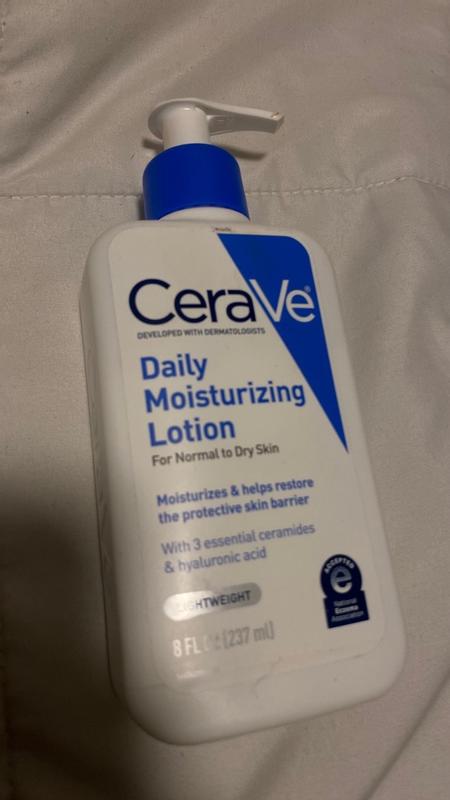 CeraVe®
DEVELOPED WITH DERMATOLOGISTS
Daily
Moisturizing
Lotion
For Normal to Dry Skin
Moisturizes & helps restore
the protective skin barrier
With 3 essential ceramides
& hyaluronic acid
LIGHTWEIGHT
8 FL (237 ml)
ACCEPTED
e
National
Eczema
Association